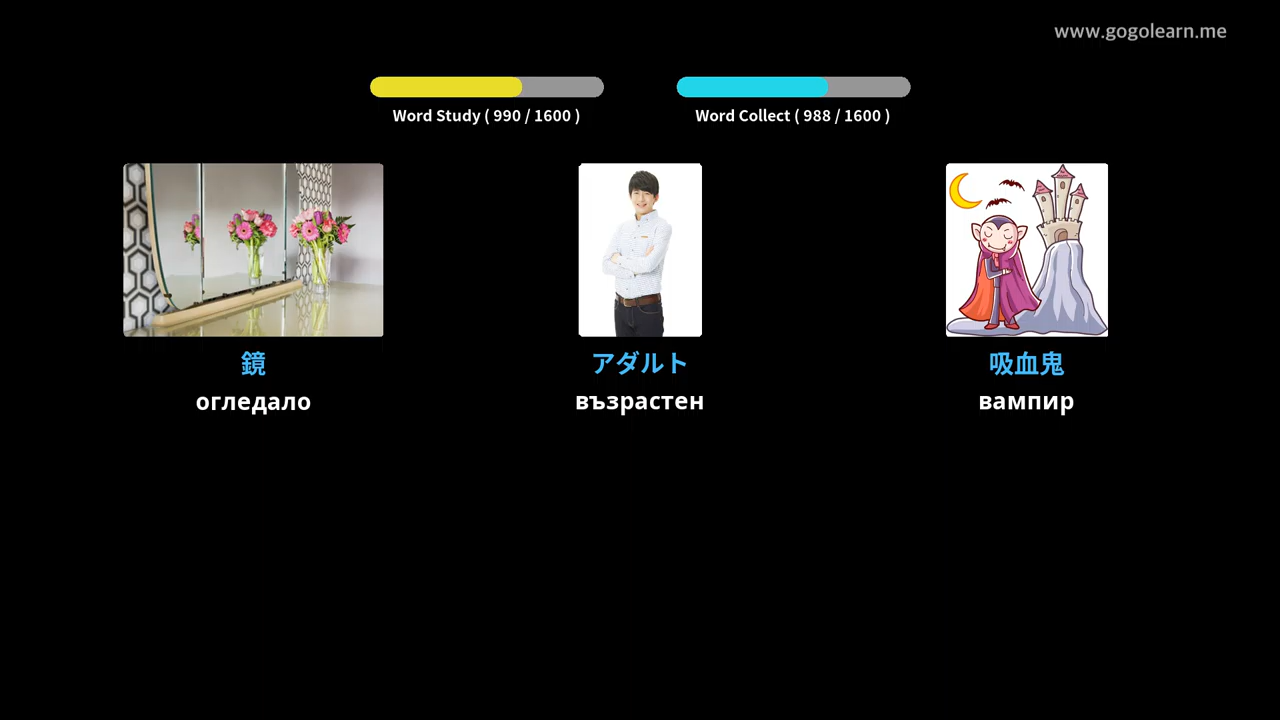 www.gogolearn.me
Word Study ( 990 / 1600 )
Word Collect ( 988 / 1600 )
鏡
アダルト
吸血鬼
огледало
възрастен
вампир